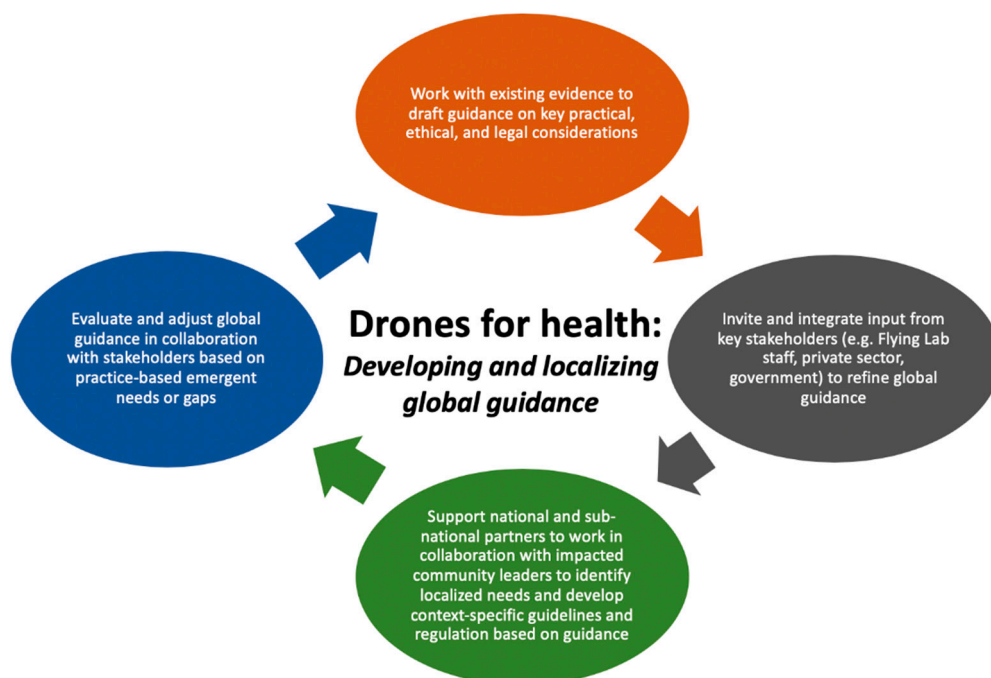 Work with existing evidence to
draft guidance on key practical,
ethical, and legal considerations
Evaluate and adjust global
guidance in collaboration
with stakeholders based on
practice-based emergent
needs or gaps
Drones for health:
Developing and localizing
global guidance
Invite and integrate input from
key stakeholders (e.g. Flying Lab
staff, private sector,
government) to refine global
guidance
Support national and sub-
national partners to work in
collaboration with impacted
community leaders to identify
localized needs and develop
context-specific guidelines and
regulation based on guidance